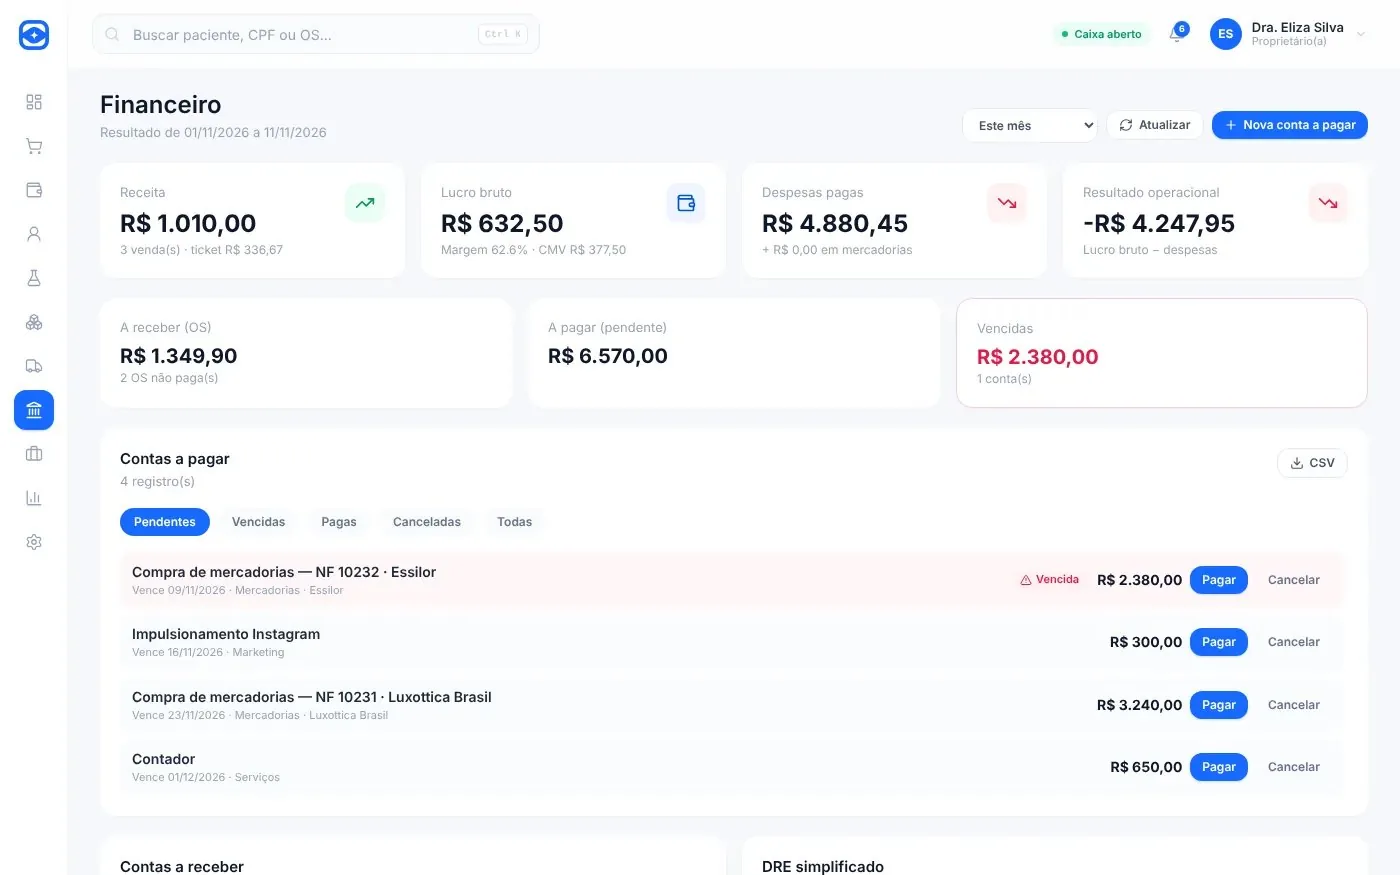 Buscar paciente, CPF ou OS...
Ctrl K
Caixa aberto
6
ES
Dra. Eliza Silva
Proprietário(a)
Financeiro
Resultado de 01/11/2026 a 11/11/2026
Este mês
Atualizar
Nova conta a pagar
Receita
R$ 1.010,00
3 venda(s) · ticket R$ 336,67
Lucro bruto
R$ 632,50
Margem 62.6% · CMV R$ 377,50
Despesas pagas
R$ 4.880,45
+ R$ 0,00 em mercadorias
Resultado operacional
-R$ 4.247,95
Lucro bruto − despesas
A receber (OS)
R$ 1.349,90
2 OS não paga(s)
A pagar (pendente)
R$ 6.570,00
Vencidas
R$ 2.380,00
1 conta(s)
Contas a pagar
4 registro(s)
CSV
Pendentes Vencidas Pagas Canceladas Todas
Compra de mercadorias — NF 10232 · Essilor
Vence 09/11/2026 · Mercadorias · Essilor
Vencida R$ 2.380,00 Pagar Cancelar
Impulsionamento Instagram
Vence 16/11/2026 · Marketing
R$ 300,00 Pagar Cancelar
Compra de mercadorias — NF 10231 · Luxottica Brasil
Vence 23/11/2026 · Mercadorias · Luxottica Brasil
R$ 3.240,00 Pagar Cancelar
Contador
Vence 01/12/2026 · Serviços
R$ 650,00 Pagar Cancelar
Contas a receber
DRE simplificado